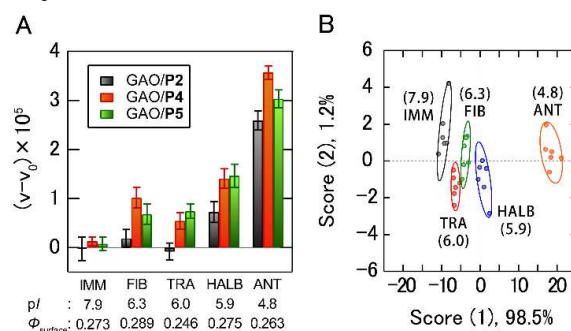 A
B
(ν−ν0) × 10⁵
4
3
2
1
0
GAO/P2
GAO/P4
GAO/P5
IMM FIB TRA HALB ANT
pI : 7.9 6.3 6.0 5.9 4.8
Φsurface: 0.273 0.289 0.246 0.275 0.263
Score (2), 1.2%
6
4
2
0
-2
-4
-6
(7.9)
IMM
(6.3)
FIB
(4.8)
ANT
TRA
(6.0)
HALB
(5.9)
-20 -10 0 10 20
Score (1), 98.5%